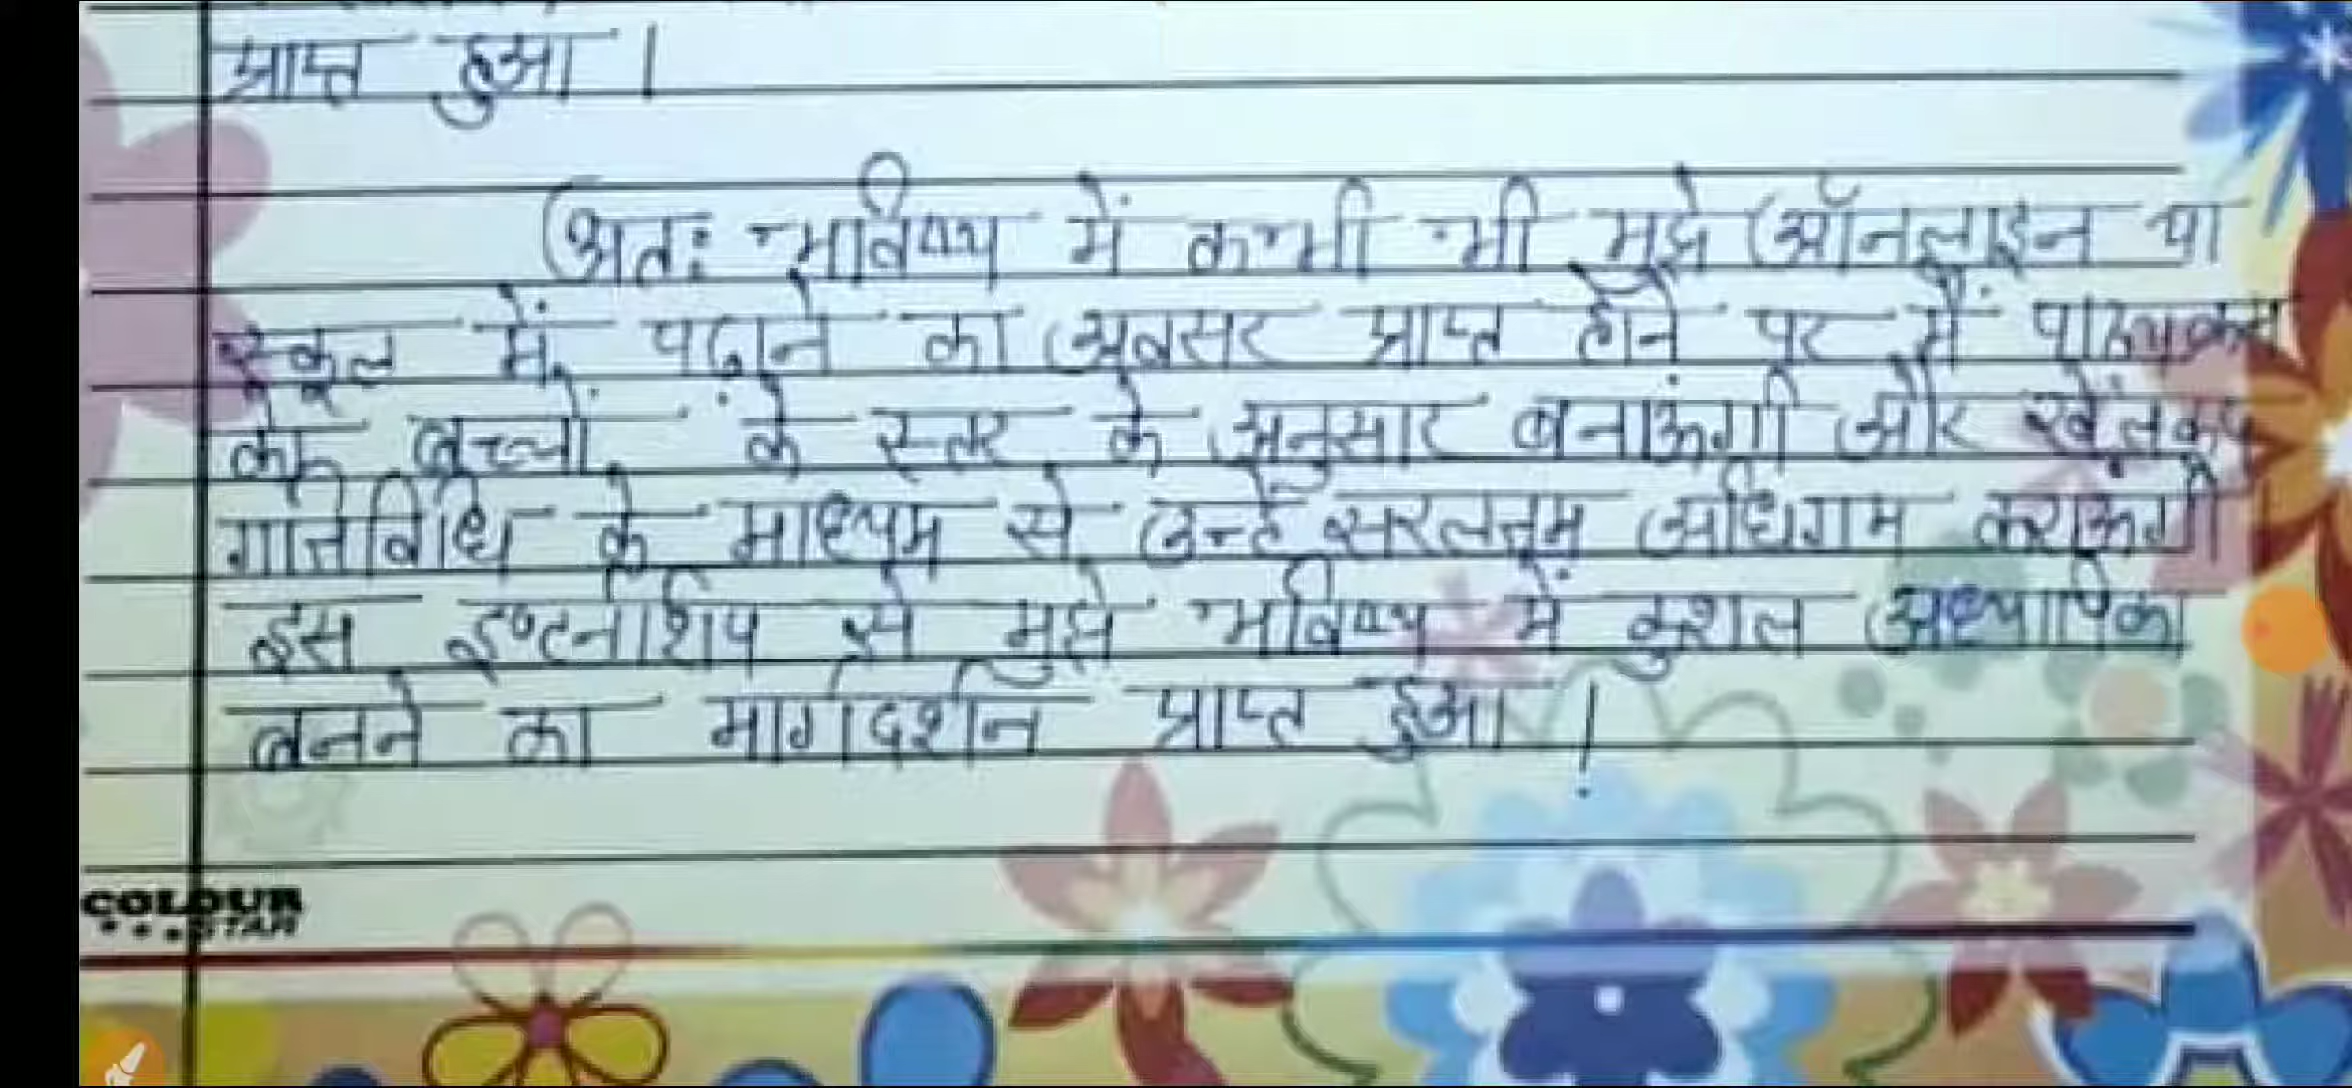 प्राप्त हुआ।
अतः भविष्य में कभी भी मुझे ऑनलाइन या
स्कूल में पढ़ाने का अवसर प्राप्त होने पर मैं पाठ्यक्रम
को बच्चों के स्तर के अनुसार बनाऊंगी और
गतिविधि के माध्यम से उन्हें सरलतम अधिगम कराऊंगी
इस इण्टर्नशिप से मुझे भविष्य में कुशल अध्यापिका
बनने का मार्गदर्शन प्राप्त हुआ।
COLOUR
STAR